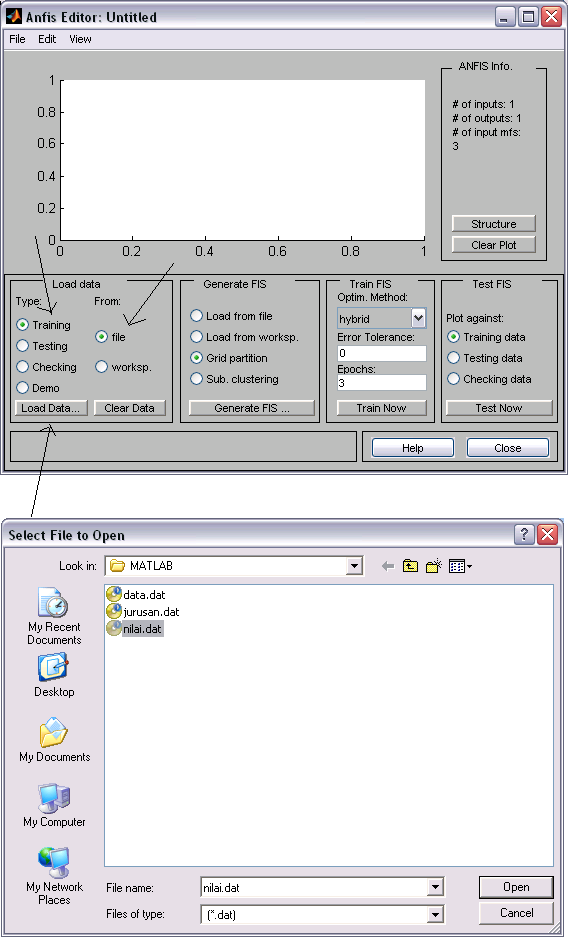 Anfis Editor: Untitled
File Edit View
1
0.8
0.6
0.4
0.2
0
0 0.2 0.4 0.6 0.8 1
ANFIS Info.
# of inputs: 1
# of outputs: 1
# of input mfs:
3
Structure
Clear Plot
Load data
Type: From:
Training
file
Testing
Checking
worksp.
Demo
Load Data... Clear Data
Generate FIS
Load from file
Load from worksp.
Grid partition
Sub. clustering
Generate FIS ...
Train FIS
Optim. Method:
hybrid
Error Tolerance:
0
Epochs:
3
Train Now
Test FIS
Plot against:
Training data
Testing data
Checking data
Test Now
Help Close
Select File to Open
Look in: MATLAB
My Recent
Documents
Desktop
My Documents
My Computer
My Network
Places
data.dat
jurusan.dat
nilai.dat
File name: nilai.dat Open
Files of type: (*.dat) Cancel